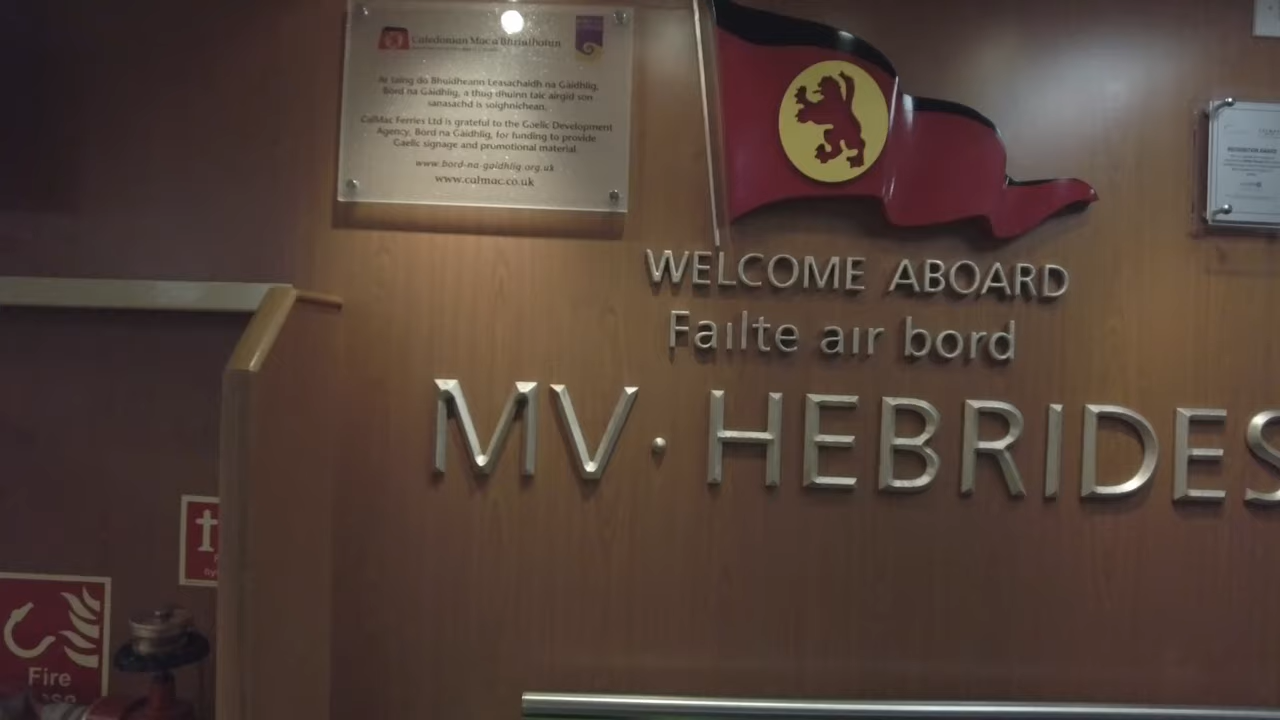 Caledonian Mac a'Bhriuthainn
Ar taing do Bhuidheann Leasachaidh na Gàidhlig,
Bòrd na Gàidhlig, a thug dhuinn taic airgid son
sanasachd is soighnichean.
CalMac Ferries Ltd is grateful to the Gaelic Development
Agency, Bòrd na Gàidhlig, for funding to provide
Gaelic signage and promotional material.
www.bord-na-gaidhlig.org.uk
www.calmac.co.uk
WELCOME ABOARD
Failte air bord
MV · HEBRIDES
Fire